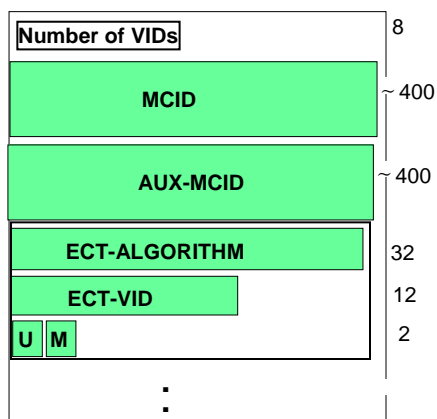 Number of VIDs 8
MCID ~ 400
AUX-MCID ~ 400
ECT-ALGORITHM 32
ECT-VID 12
U M 2
: